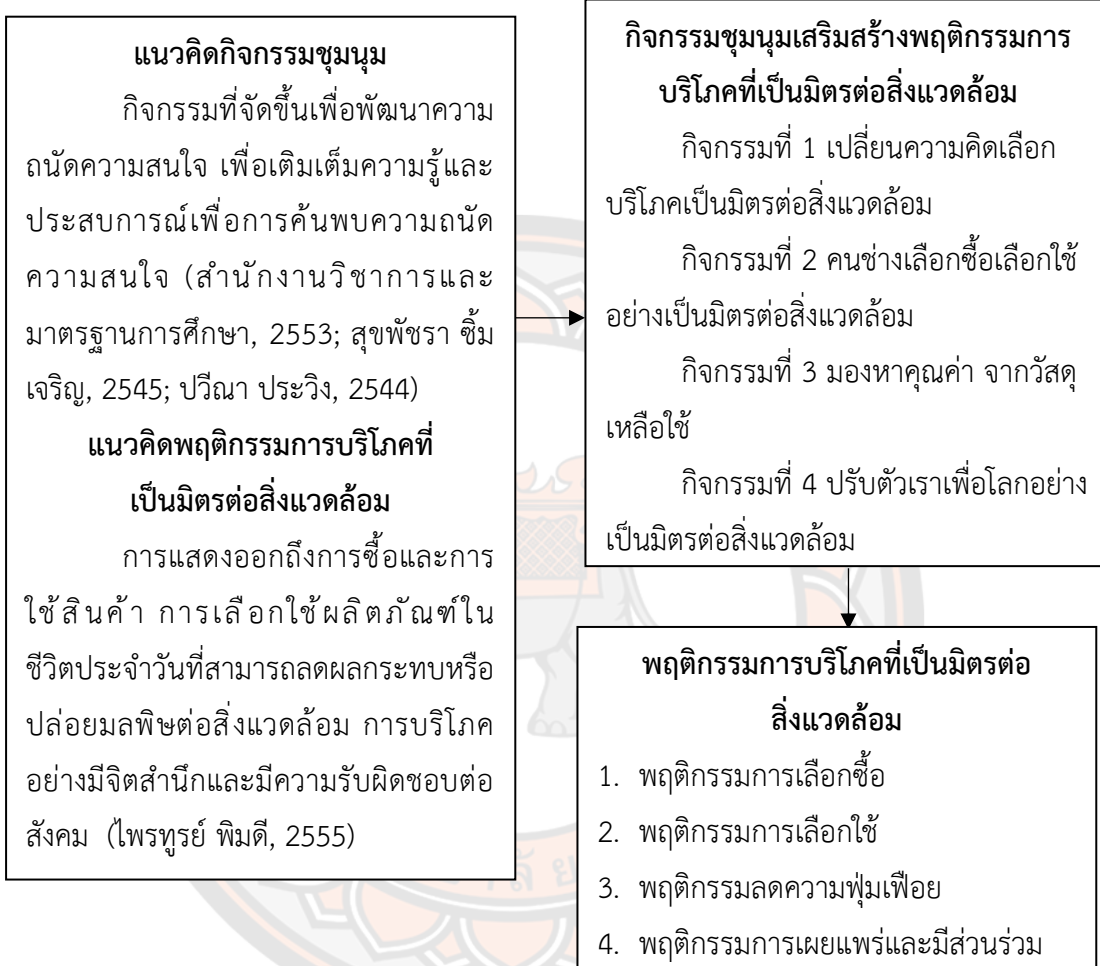 แนวคิดกิจกรรมชุมนุม
กิจกรรมที่จัดขึ้นเพื่อพัฒนาความ
ถนัดความสนใจ เพื่อเติมเต็มความรู้และ
ประสบการณ์เพื่อการค้นพบความถนัด
ความสนใจ (สำนักงานวิชาการและ
มาตรฐานการศึกษา, 2553; สุขพัชรา ซิ้ม
เจริญ, 2545; ปวีณา ประวิง, 2544)
แนวคิดพฤติกรรมการบริโภคที่
เป็นมิตรต่อสิ่งแวดล้อม
การแสดงออกถึงการซื้อและการ
ใช้สินค้า การเลือกใช้ผลิตภัณฑ์ใน
ชีวิตประจำวันที่สามารถลดผลกระทบหรือ
ปล่อยมลพิษต่อสิ่งแวดล้อม การบริโภค
อย่างมีจิตสำนึกและมีความรับผิดชอบต่อ
สังคม (ไพรทูรย์ พิมดี, 2555)
กิจกรรมชุมนุมเสริมสร้างพฤติกรรมการ
บริโภคที่เป็นมิตรต่อสิ่งแวดล้อม
กิจกรรมที่ 1 เปลี่ยนความคิดเลือก
บริโภคเป็นมิตรต่อสิ่งแวดล้อม
กิจกรรมที่ 2 คนช่างเลือกซื้อเลือกใช้
อย่างเป็นมิตรต่อสิ่งแวดล้อม
กิจกรรมที่ 3 มองหาคุณค่า จากวัสดุ
เหลือใช้
กิจกรรมที่ 4 ปรับตัวเราเพื่อโลกอย่าง
เป็นมิตรต่อสิ่งแวดล้อม
พฤติกรรมการบริโภคที่เป็นมิตรต่อ
สิ่งแวดล้อม
1. พฤติกรรมการเลือกซื้อ
2. พฤติกรรมการเลือกใช้
3. พฤติกรรมลดความฟุ่มเฟือย
4. พฤติกรรมการเผยแพร่และมีส่วนร่วม